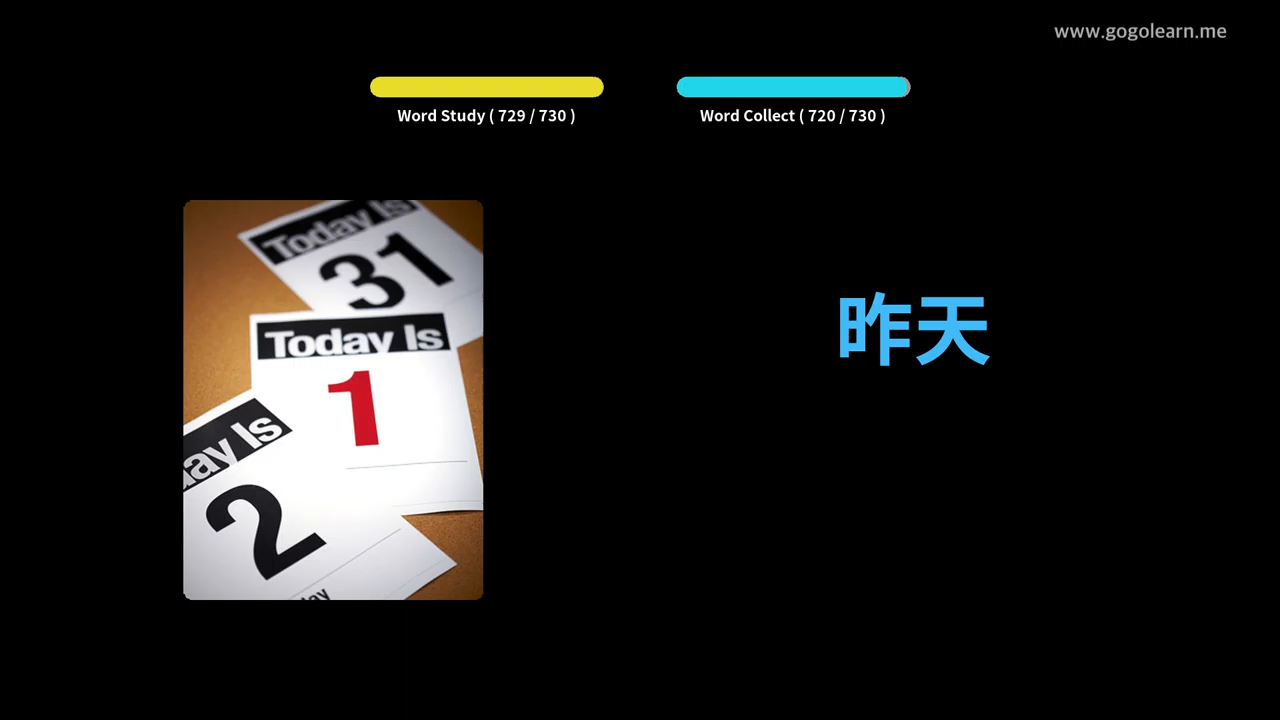 www.gogolearn.me
Word Study ( 729 / 730 )
Word Collect ( 720 / 730 )
Today Is
31
Today Is
1
昨天
ay Is
2
ay